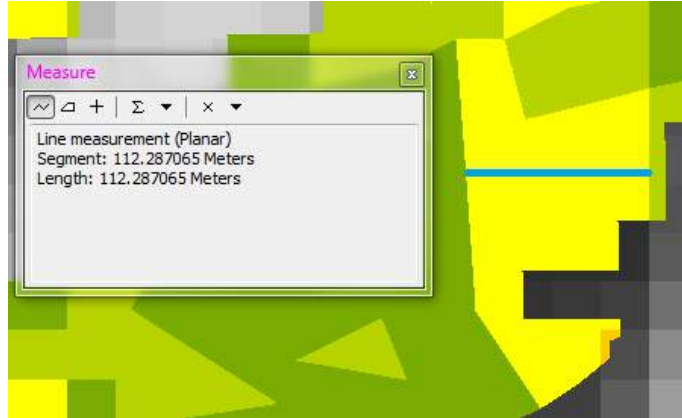 Measure
Line measurement (Planar)
Segment: 112.287065 Meters
Length: 112.287065 Meters